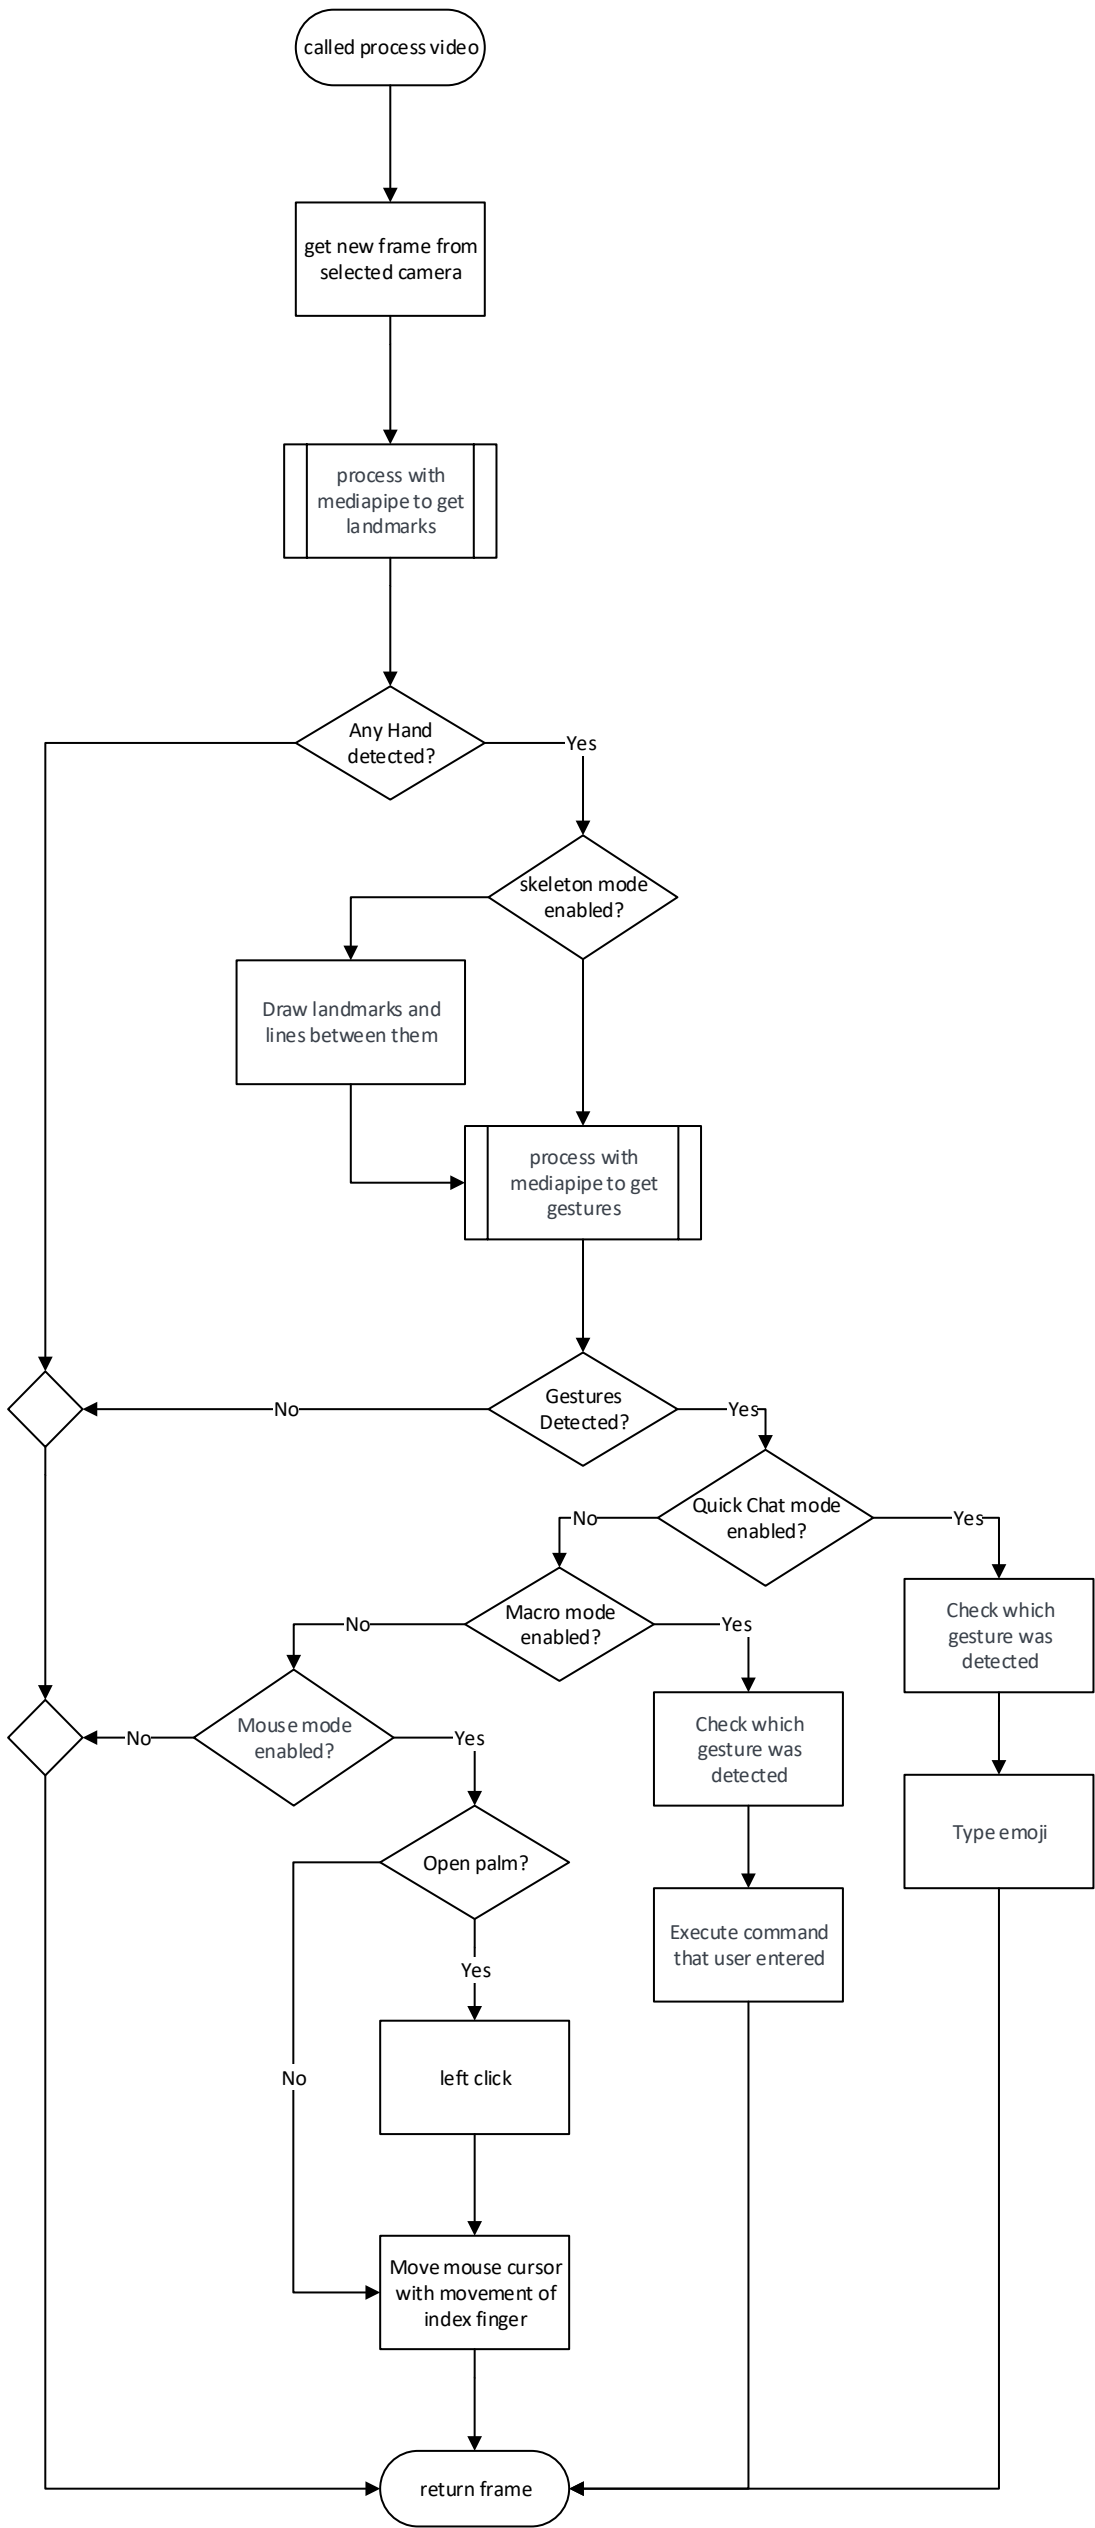 called process video
get new frame from
selected camera
process with
mediapipe to get
landmarks
Any Hand
detected?
Yes
skeleton mode
enabled?
Draw landmarks and
lines between them
process with
mediapipe to get
gestures
Gestures
Detected?
No
Yes
Quick Chat mode
enabled?
No
Yes
Macro mode
enabled?
No
Yes
Check which
gesture was
detected
Mouse mode
enabled?
No
Yes
Check which
gesture was
detected
Type emoji
Open palm?
Execute command
that user entered
Yes
No
left click
Move mouse cursor
with movement of
index finger
return frame